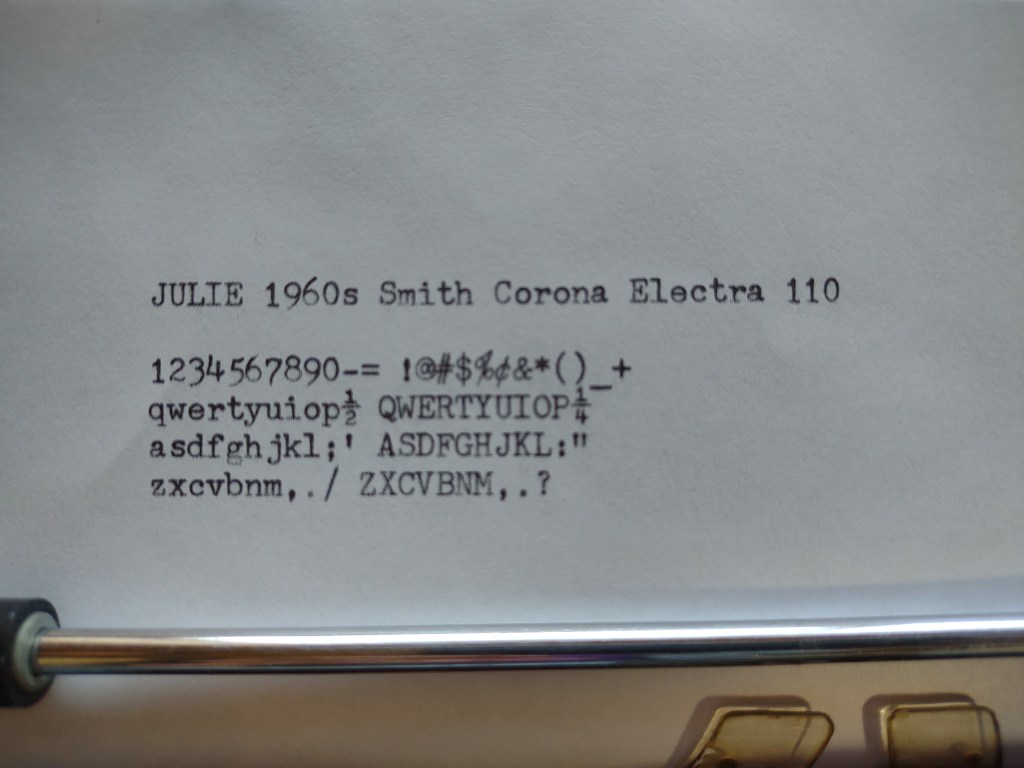 JULIE 1960s Smith Corona Electra 110
1234567890-= !@#$%¢&*()_+
qwertyuiop½ QWERTYUIOP¼
asdfghjkl;' ASDFGHJKL:"
zxcvbnm,./ ZXCVBNM,.?